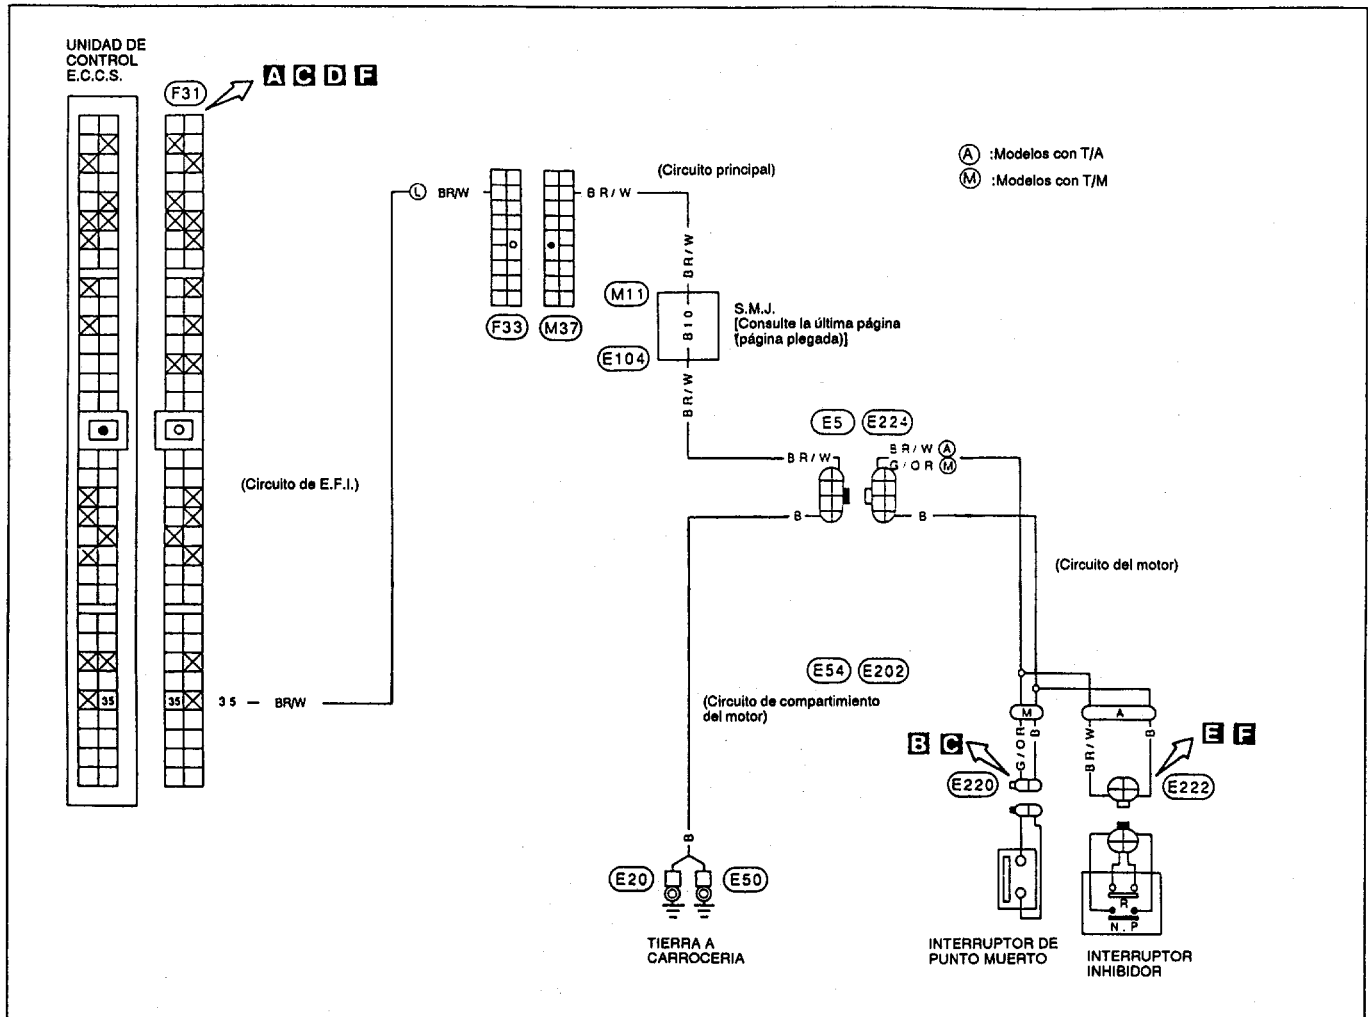 UNIDAD DE
CONTROL
E.C.C.S.
F31
A C D F
(Circuito principal)
A :Modelos con T/A
M :Modelos con T/M
L BR/W
BR/W
BR/W
M11
B10
S.M.J.
[Consulte la última página
(página plegada)]
F33
M37
E104
BR/W
E5
E224
BR/W
BR/W A
G/OR M
(Circuito de E.F.I.)
B
B
(Circuito del motor)
E54
E202
35
35
35 BR/W
(Circuito de compartimiento
del motor)
M
A
B C
G/OR
B
BR/W
B
E F
E220
E222
B
E20
E50
R
N.P
TIERRA A
CARROCERIA
INTERRUPTOR DE
PUNTO MUERTO
INTERRUPTOR
INHIBIDOR